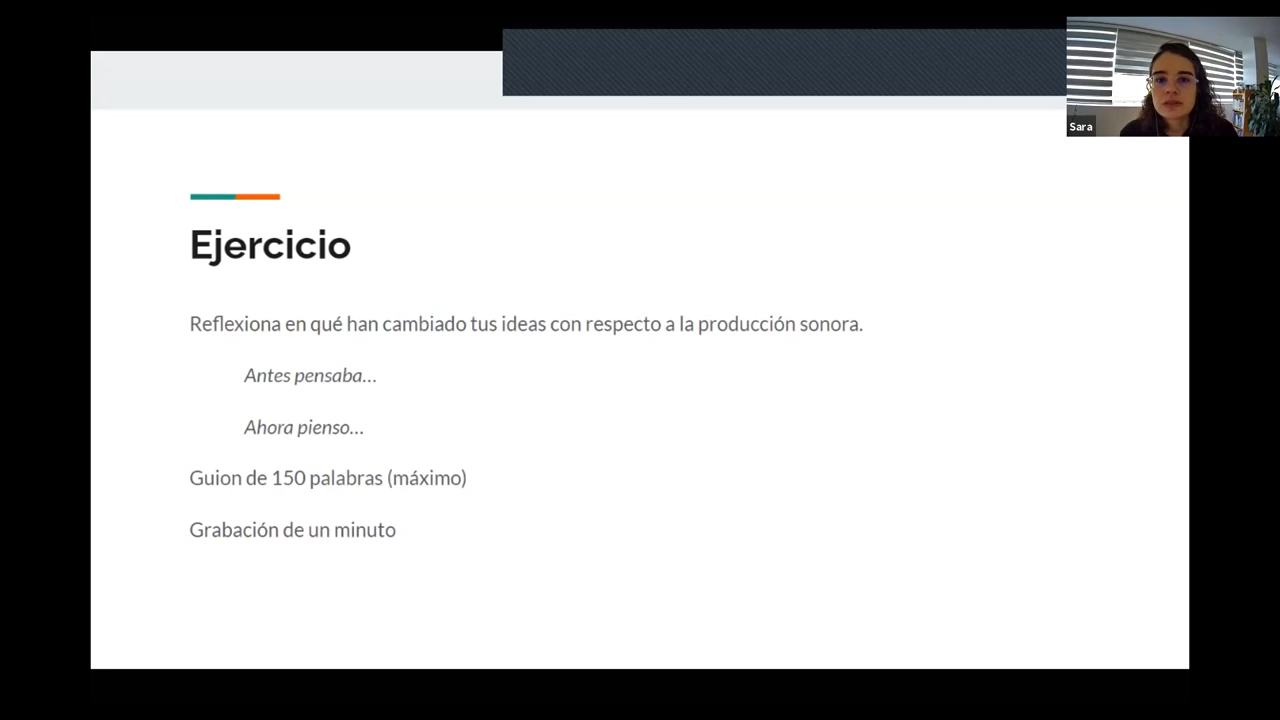 Sara
Ejercicio
Reflexiona en qué han cambiado tus ideas con respecto a la producción sonora.
Antes pensaba...
Ahora pienso...
Guion de 150 palabras (máximo)
Grabación de un minuto